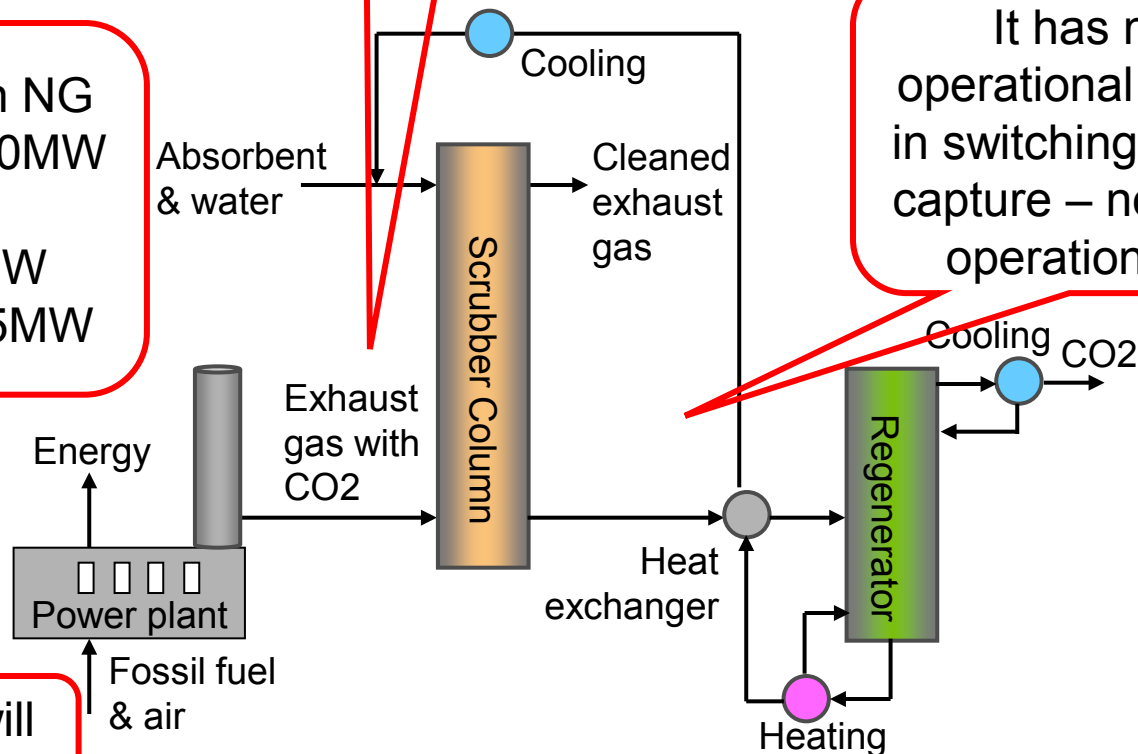 n NG
0MW
W
5MW
Cooling
It has n
operational
in switching
capture – n
operation
Absorbent
& water
Cleaned
exhaust
gas
Scrubber Column
Exhaust
gas with
CO2
Energy
Power plant
Fossil fuel
& air
Heat
exchanger
Cooling
CO2
Regenerator
Heating
vill